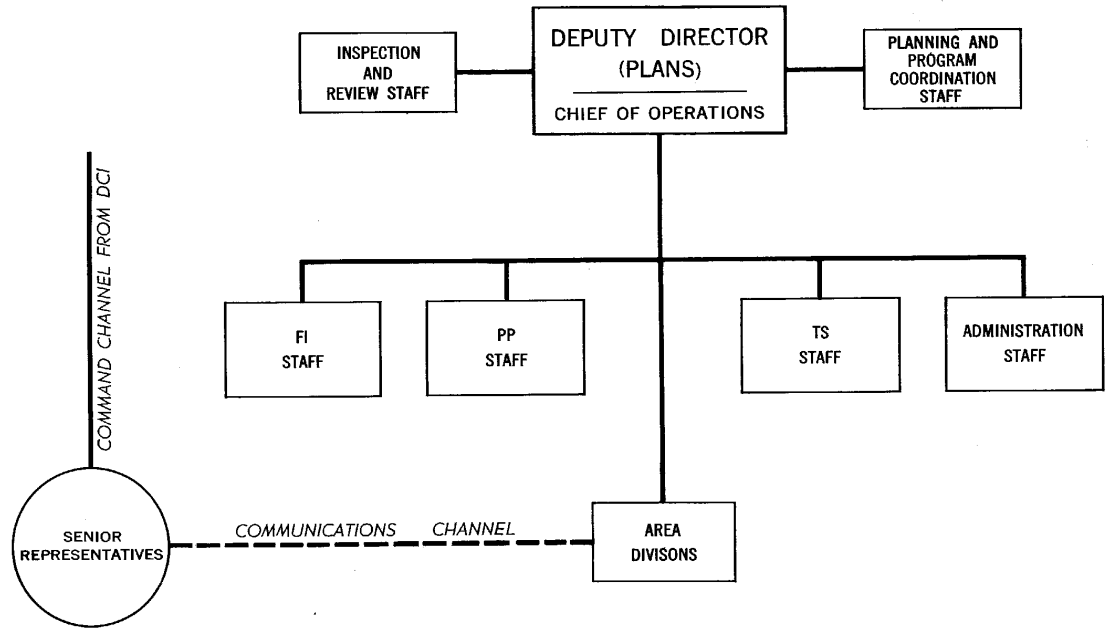 INSPECTION
AND
REVIEW STAFF
DEPUTY DIRECTOR
(PLANS)
CHIEF OF OPERATIONS
PLANNING AND
PROGRAM
COORDINATION
STAFF
COMMAND CHANNEL FROM DCI
FI
STAFF
PP
STAFF
TS
STAFF
ADMINISTRATION
STAFF
SENIOR
REPRESENTATIVES
COMMUNICATIONS CHANNEL
AREA
DIVISONS